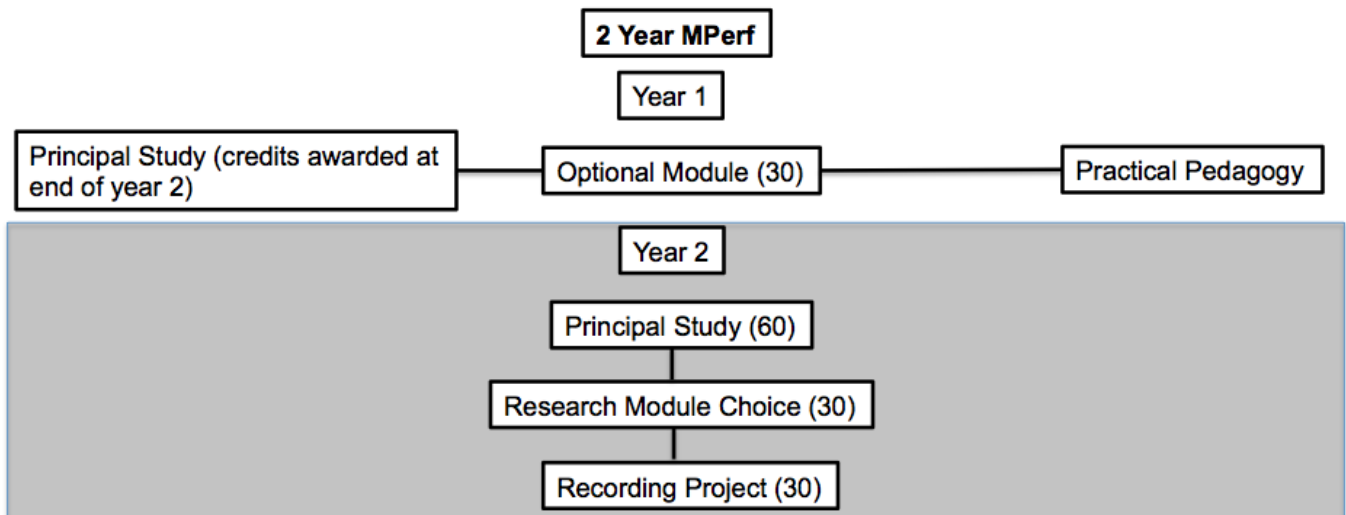 2 Year MPerf
Year 1
Principal Study (credits awarded at
end of year 2)
Optional Module (30)
Practical Pedagogy
Year 2
Principal Study (60)
Research Module Choice (30)
Recording Project (30)